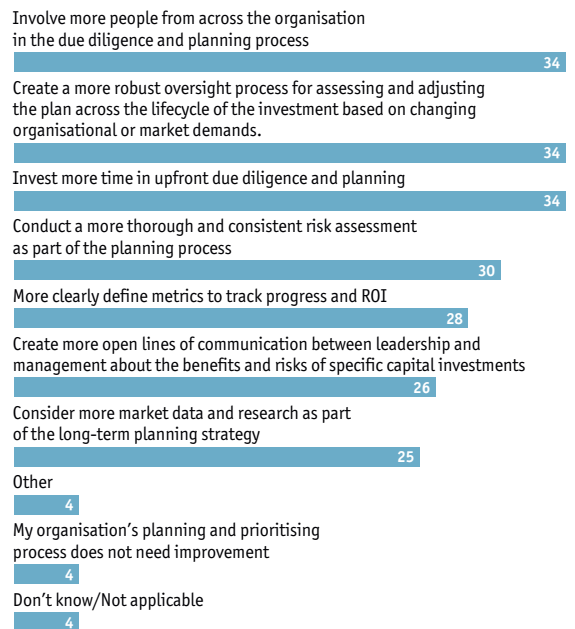 Involve more people from across the organisation
in the due diligence and planning process
34
Create a more robust oversight process for assessing and adjusting
the plan across the lifecycle of the investment based on changing
organisational or market demands.
34
Invest more time in upfront due diligence and planning
34
Conduct a more thorough and consistent risk assessment
as part of the planning process
30
More clearly define metrics to track progress and ROI
28
Create more open lines of communication between leadership and
management about the benefits and risks of specific capital investments
26
Consider more market data and research as part
of the long-term planning strategy
25
Other
4
My organisation's planning and prioritising
process does not need improvement
4
Don't know/Not applicable
4